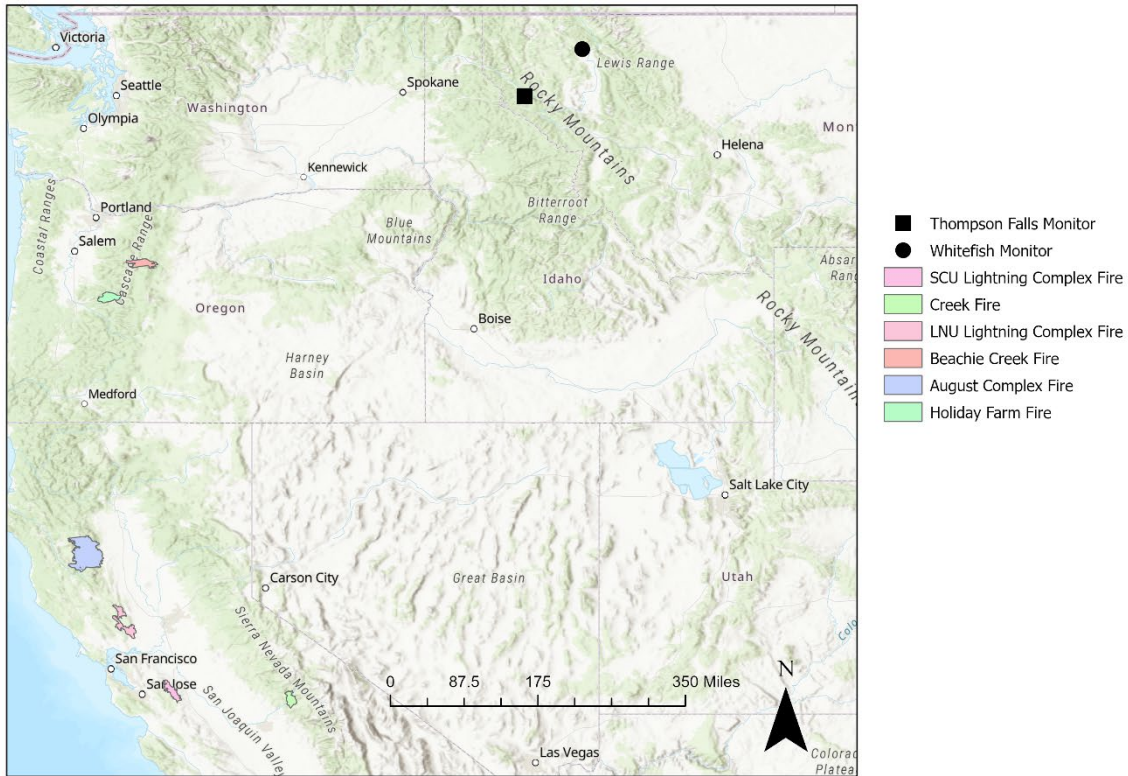 Victoria
Seattle
Olympia
Washington
Spokane
Rocky Mountains
Lewis Range
Helena
Mont
Kennewick
Portland
Salem
Coastal Ranges
Cascade Range
Blue
Mountains
Bitterroot
Range
Idaho
Absar
Rang
Oregon
Boise
Rocky Mountains
Harney
Basin
Medford
Salt Lake City
Carson City
Great Basin
Utah
Colo
Sierra Nevada Mountains
San Francisco
San Jose
San Joaquin Valley
0 87.5 175 350 Miles
N
Las Vegas
Colorad
Plateau
Thompson Falls Monitor
Whitefish Monitor
SCU Lightning Complex Fire
Creek Fire
LNU Lightning Complex Fire
Beachie Creek Fire
August Complex Fire
Holiday Farm Fire